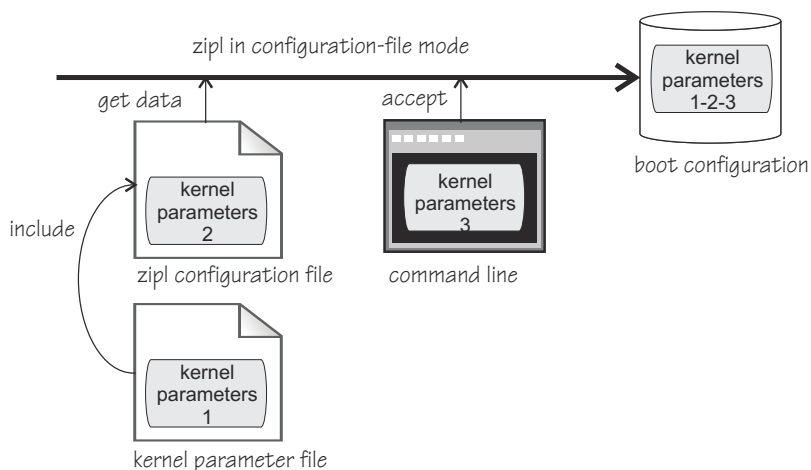 zipl in configuration-file mode
kernel
parameters
1-2-3
boot configuration
get data
accept
kernel
parameters
2
kernel
parameters
3
include
zipl configuration file
command line
kernel
parameters
1
kernel parameter file